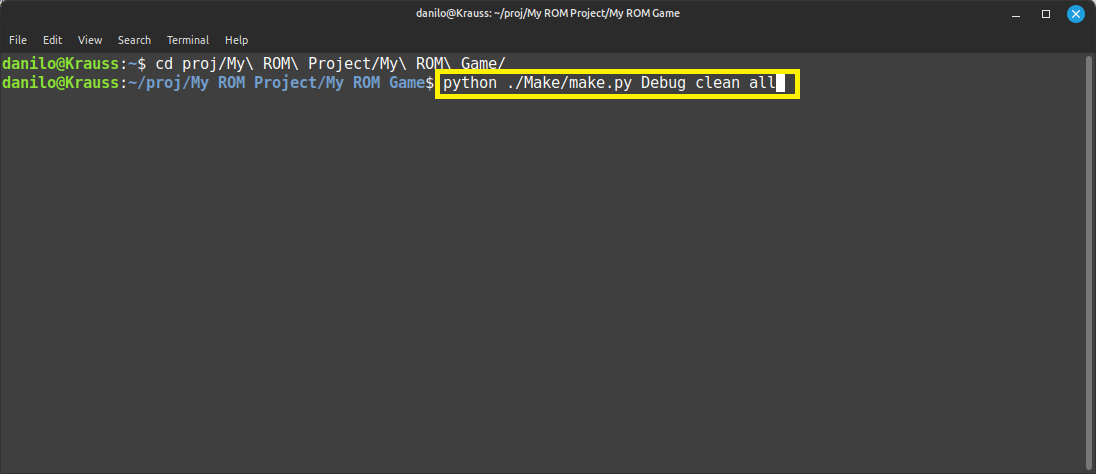 danilo@Krauss: ~/proj/My ROM Project/My ROM Game
File Edit View Search Terminal Help
danilo@Krauss:~$ cd proj/My\ ROM\ Project/My\ ROM\ Game/
danilo@Krauss:~/proj/My ROM Project/My ROM Game$ python ./Make/make.py Debug clean all